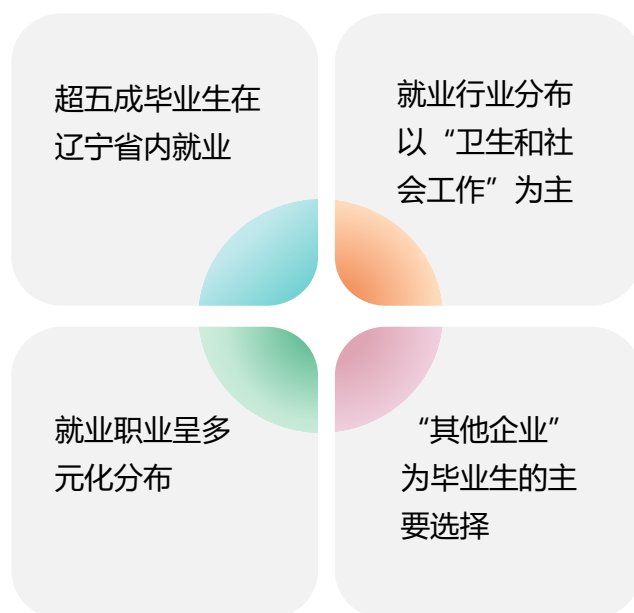 超五成毕业生在
辽宁省内就业
就业行业分布
以“卫生和社
会工作”为主
就业职业呈多
元化分布
“其他企业”
为毕业生的主
要选择